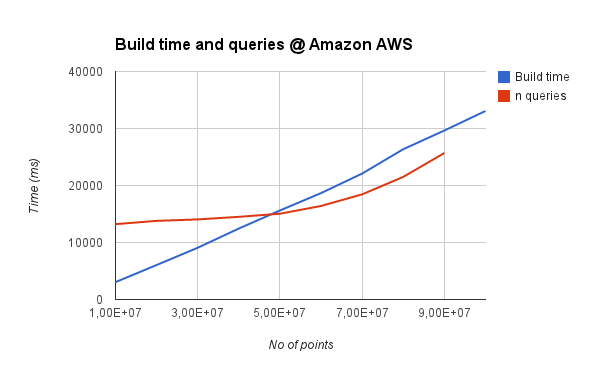 Build time and queries @ Amazon AWS
40000
30000
20000
10000
0
Time (ms)
1,00E+07 3,00E+07 5,00E+07 7,00E+07 9,00E+07
No of points
Build time
n queries